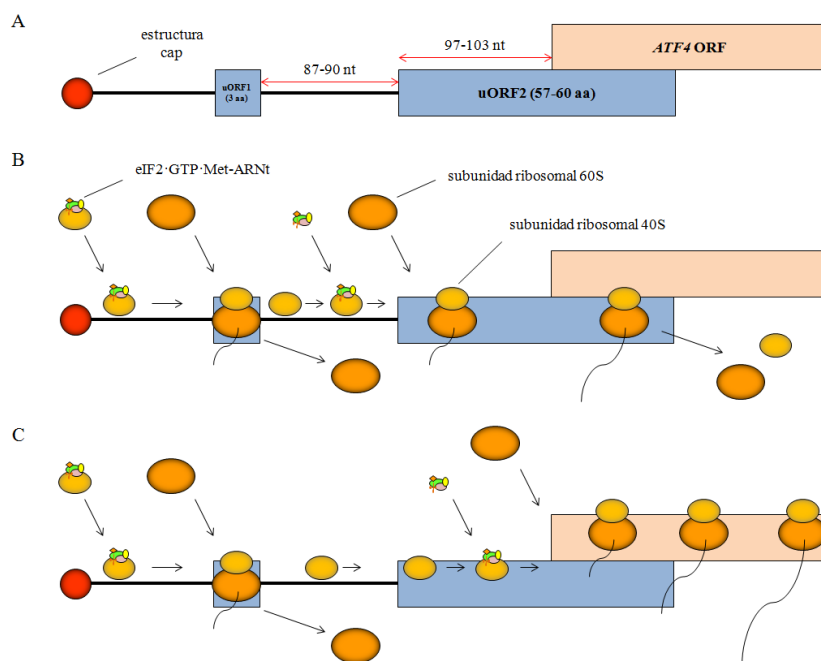 A
estructura
cap
87-90 nt
97-103 nt
ATF4 ORF
uORF1
(3 aa)
uORF2 (57-60 aa)
B
eIF2·GTP·Met-ARNt
subunidad ribosomal 60S
subunidad ribosomal 40S
C